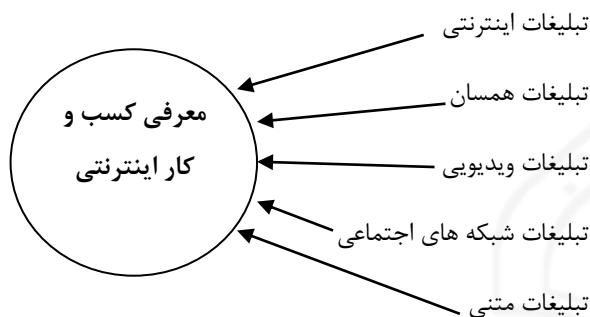 تبلیغات اینترنتی
تبلیغات همسان
معرفی کسب و
کار اینترنتی
تبلیغات ویدیویی
تبلیغات شبکه های اجتماعی
تبلیغات متنی